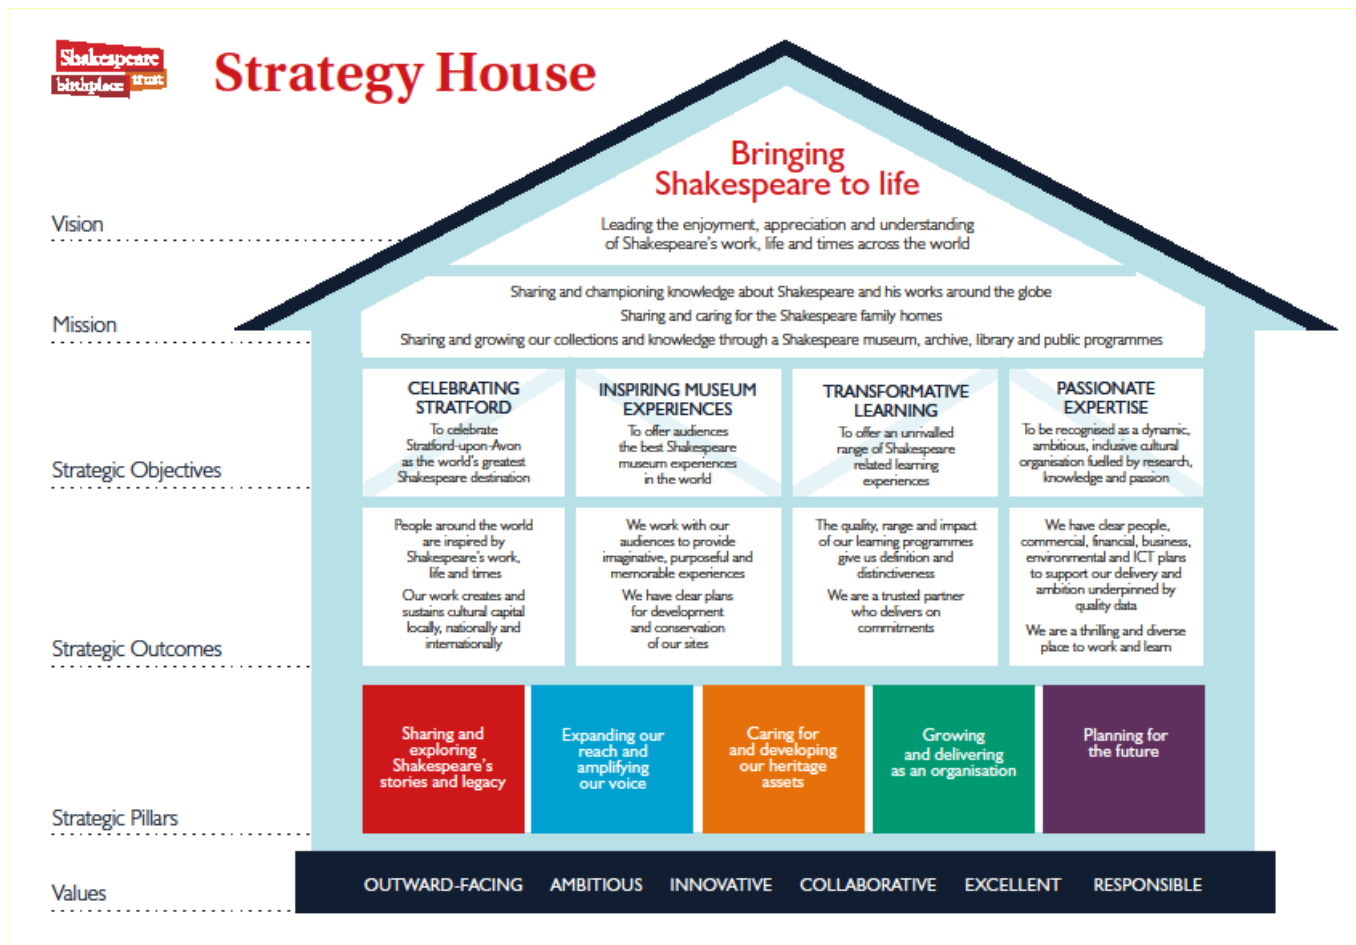 Shakespeare
birthplace trust
Strategy House
Bringing
Shakespeare to life
Vision
Leading the enjoyment, appreciation and understanding
of Shakespeare's work, life and times across the world
Mission
Sharing and championing knowledge about Shakespeare and his works around the globe
Sharing and caring for the Shakespeare family homes
Sharing and growing our collections and knowledge through a Shakespeare museum, archive, library and public programmes
Strategic Objectives
CELEBRATING
STRATFORD
To celebrate
Stratford-upon-Avon
as the world's greatest
Shakespeare destination
INSPIRING MUSEUM
EXPERIENCES
To offer audiences
the best Shakespeare
museum experiences
in the world
TRANSFORMATIVE
LEARNING
To offer an unrivalled
range of Shakespeare
related learning
experiences
PASSIONATE
EXPERTISE
To be recognised as a dynamic,
ambitious, inclusive cultural
organisation fuelled by research,
knowledge and passion
Strategic Outcomes
People around the world
are inspired by
Shakespeare's work,
life and times
Our work creates and
sustains cultural capital
locally, nationally and
internationally
We work with our
audiences to provide
imaginative, purposeful and
memorable experiences
We have clear plans
for development
and conservation
of our sites
The quality, range and impact
of our learning programmes
give us definition and
distinctiveness
We are a trusted partner
who delivers on
commitments
We have clear people,
commercial, financial, business,
environmental and ICT plans
to support our delivery and
ambition underpinned by
quality data
We are a thrilling and diverse
place to work and learn
Strategic Pillars
Sharing and
exploring
Shakespeare's
stories and legacy
Expanding our
reach and
amplifying
our voice
Caring for
and developing
our heritage
assets
Growing
and delivering
as an organisation
Planning for
the future
Values
OUTWARD-FACING AMBITIOUS INNOVATIVE COLLABORATIVE EXCELLENT RESPONSIBLE